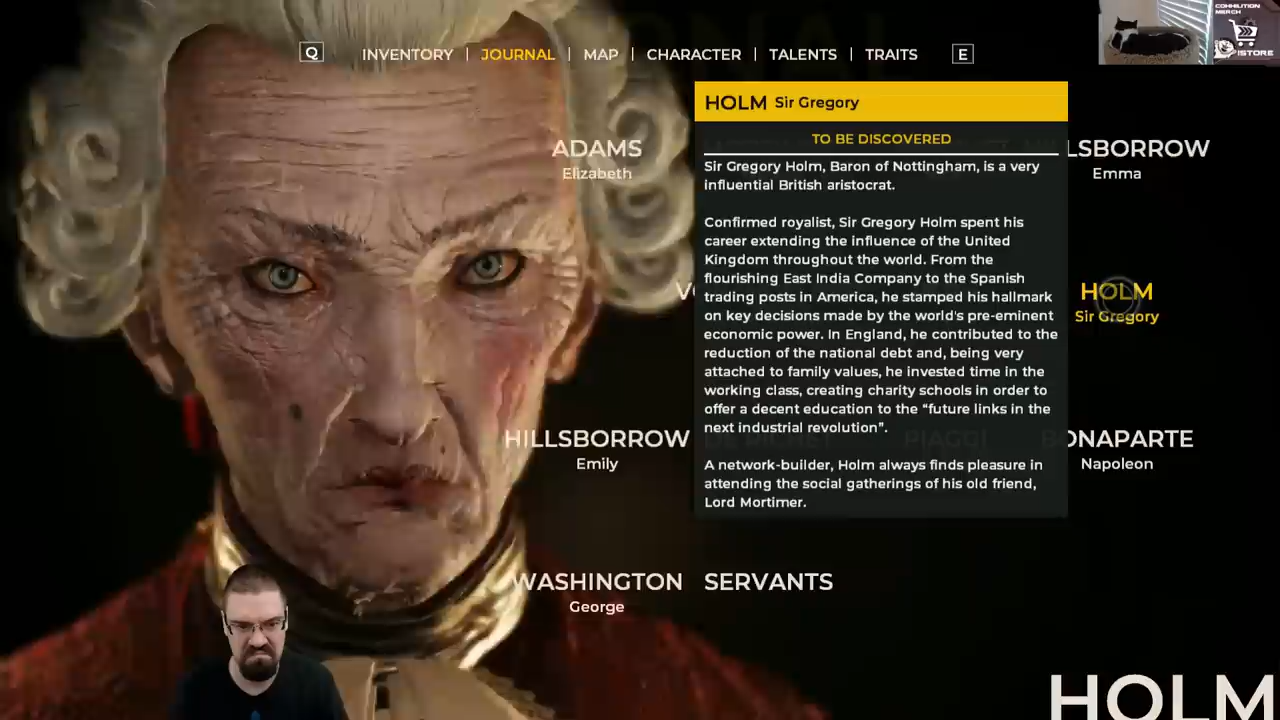 Q
INVENTORY | JOURNAL | MAP | CHARACTER | TALENTS | TRAITS
E
HOLM Sir Gregory
TO BE DISCOVERED
Sir Gregory Holm, Baron of Nottingham, is a very
influential British aristocrat.
Confirmed royalist, Sir Gregory Holm spent his
career extending the influence of the United
Kingdom throughout the world. From the
flourishing East India Company to the Spanish
trading posts in America, he stamped his hallmark
on key decisions made by the world's pre-eminent
economic power. In England, he contributed to the
reduction of the national debt and, being very
attached to family values, he invested time in the
working class, creating charity schools in order to
offer a decent education to the "future links in the
next industrial revolution".
A network-builder, Holm always finds pleasure in
attending the social gatherings of his old friend,
Lord Mortimer.
ADAMS
Elizabeth
LSBORROW
Emma
HOLM
Sir Gregory
HILLSBORROW
Emily
PIAGGI
BONAPARTE
Napoleon
WASHINGTON
George
SERVANTS
HOLM